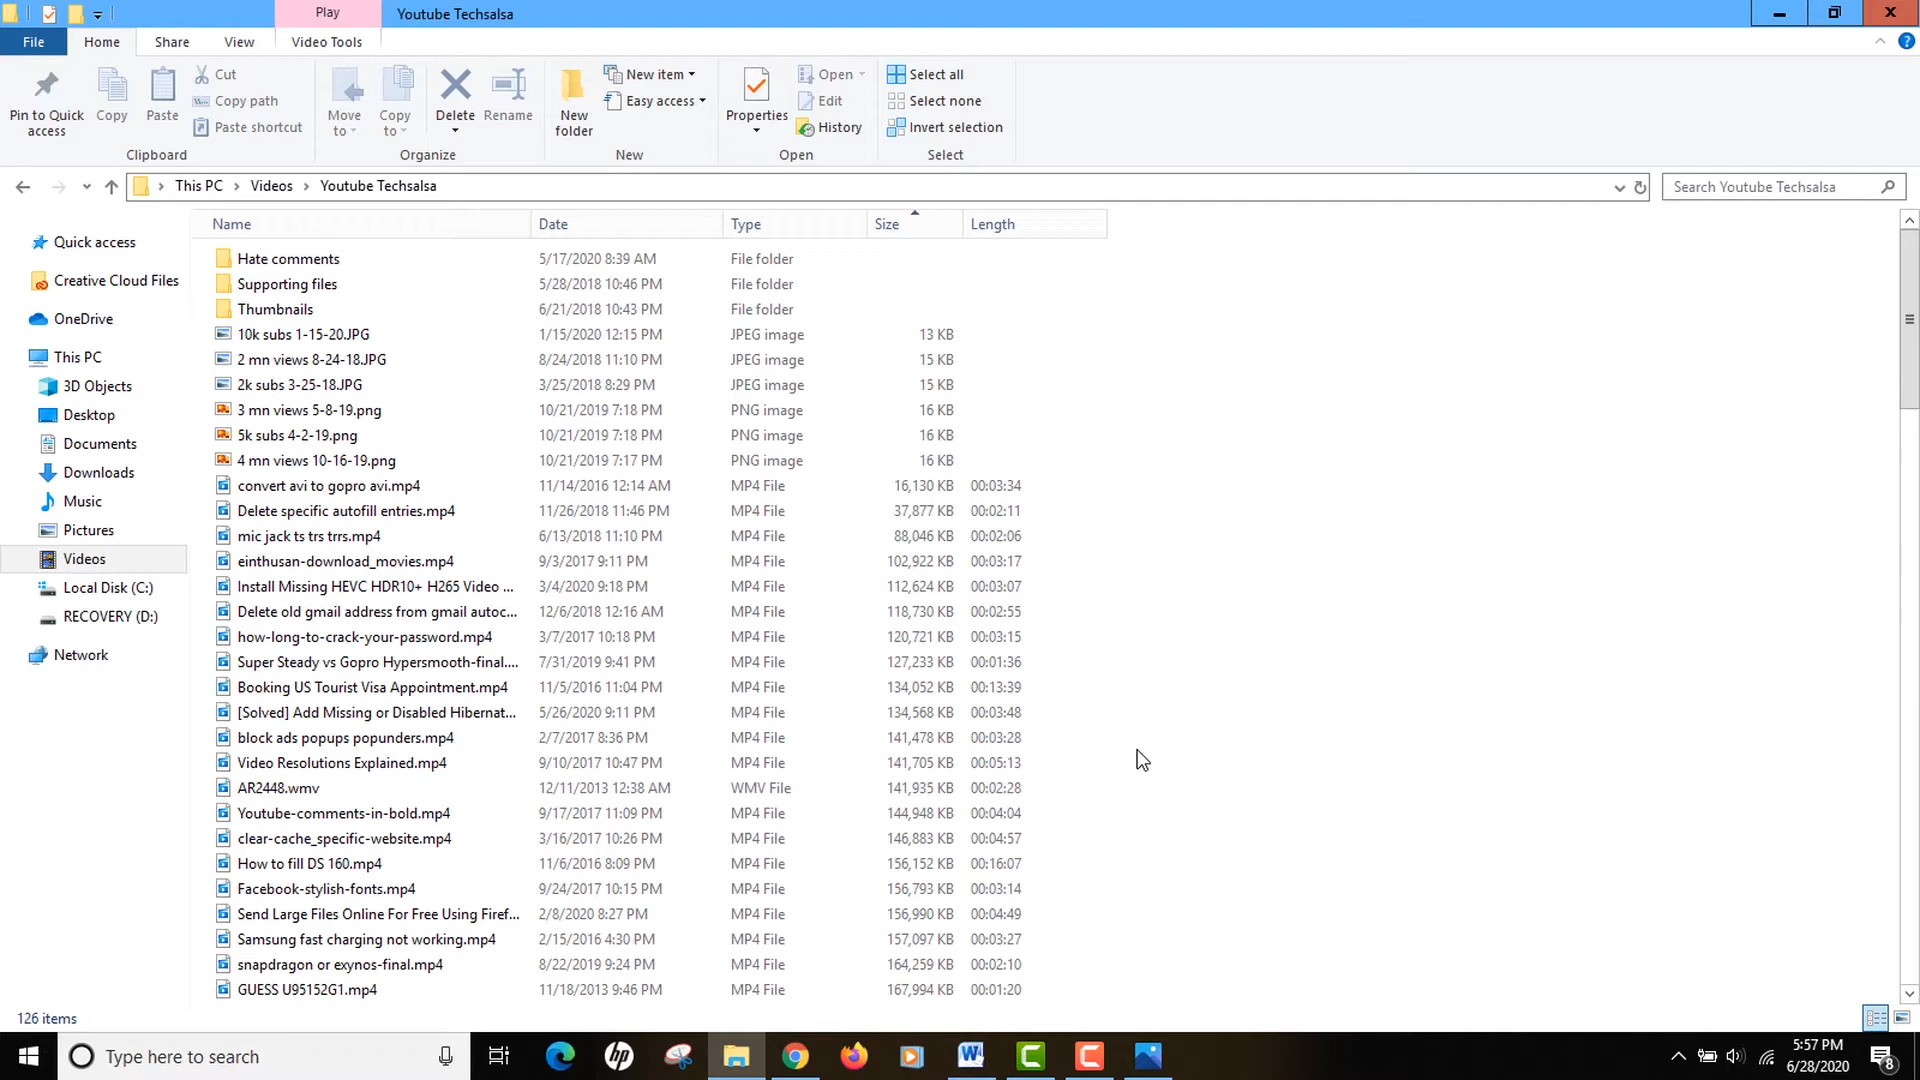 Play
Youtube Techsalsa
File
Home
Share
View
Video Tools
Pin to Quick access
Copy
Paste
Cut
Copy path
Paste shortcut
Clipboard
Move to
Copy to
Delete
Rename
Organize
New folder
New item
Easy access
New
Properties
Open
Edit
History
Open
Select all
Select none
Invert selection
Select
This PC
Videos
Youtube Techsalsa
Search Youtube Techsalsa
Quick access
Creative Cloud Files
OneDrive
This PC
3D Objects
Desktop
Documents
Downloads
Music
Pictures
Videos
Local Disk (C:)
RECOVERY (D:)
Network
Name Date Type Size Length
Hate comments 5/17/2020 8:39 AM File folder
Supporting files 5/28/2018 10:46 PM File folder
Thumbnails 6/21/2018 10:43 PM File folder
10k subs 1-15-20.JPG 1/15/2020 12:15 PM JPEG image 13 KB
2 mn views 8-24-18.JPG 8/24/2018 11:10 PM JPEG image 15 KB
2k subs 3-25-18.JPG 3/25/2018 8:29 PM JPEG image 15 KB
3 mn views 5-8-19.png 10/21/2019 7:18 PM PNG image 16 KB
5k subs 4-2-19.png 10/21/2019 7:18 PM PNG image 16 KB
4 mn views 10-16-19.png 10/21/2019 7:17 PM PNG image 16 KB
convert avi to gopro avi.mp4 11/14/2016 12:14 AM MP4 File 16,130 KB 00:03:34
Delete specific autofill entries.mp4 11/26/2018 11:46 PM MP4 File 37,877 KB 00:02:11
mic jack ts trs trrs.mp4 6/13/2018 11:10 PM MP4 File 88,046 KB 00:02:06
einthusan-download_movies.mp4 9/3/2017 9:11 PM MP4 File 102,922 KB 00:03:17
Install Missing HEVC HDR10+ H265 Video ... 3/4/2020 9:18 PM MP4 File 112,624 KB 00:03:07
Delete old gmail address from gmail autoc... 12/6/2018 12:16 AM MP4 File 118,730 KB 00:02:55
how-long-to-crack-your-password.mp4 3/7/2017 10:18 PM MP4 File 120,721 KB 00:03:15
Super Steady vs Gopro Hypersmooth-final.... 7/31/2019 9:41 PM MP4 File 127,233 KB 00:01:36
Booking US Tourist Visa Appointment.mp4 11/5/2016 11:04 PM MP4 File 134,052 KB 00:13:39
[Solved] Add Missing or Disabled Hibernat... 5/26/2020 9:11 PM MP4 File 134,568 KB 00:03:48
block ads popups popunders.mp4 2/7/2017 8:36 PM MP4 File 141,478 KB 00:03:28
Video Resolutions Explained.mp4 9/10/2017 10:47 PM MP4 File 141,705 KB 00:05:13
AR2448.wmv 12/11/2013 12:38 AM WMV File 141,935 KB 00:02:28
Youtube-comments-in-bold.mp4 9/17/2017 11:09 PM MP4 File 144,948 KB 00:04:04
clear-cache_specific-website.mp4 3/16/2017 10:26 PM MP4 File 146,883 KB 00:04:57
How to fill DS 160.mp4 11/6/2016 8:09 PM MP4 File 156,152 KB 00:16:07
Facebook-stylish-fonts.mp4 9/24/2017 10:15 PM MP4 File 156,793 KB 00:03:14
Send Large Files Online For Free Using Firef... 2/8/2020 8:27 PM MP4 File 156,990 KB 00:04:49
Samsung fast charging not working.mp4 2/15/2016 4:30 PM MP4 File 157,097 KB 00:03:27
snapdragon or exynos-final.mp4 8/22/2019 9:24 PM MP4 File 164,259 KB 00:02:10
GUESS U95152G1.mp4 11/18/2013 9:46 PM MP4 File 167,994 KB 00:01:20
126 items
Type here to search
hp
5:57 PM
6/28/2020
8